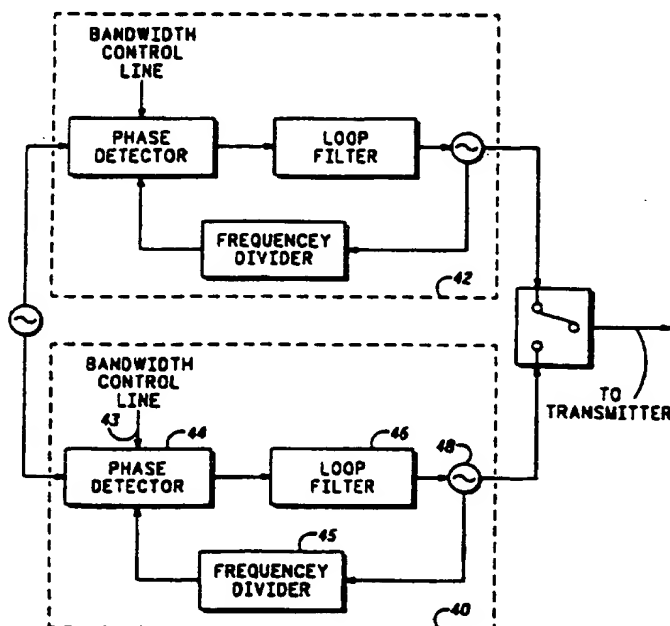 BANDWIDTH
CONTROL
LINE
PHASE
DETECTOR
LOOP
FILTER
FREQUENCEY
DIVIDER
42
BANDWIDTH
CONTROL
LINE
43
44
PHASE
DETECTOR
46
LOOP
FILTER
48
45
FREQUENCEY
DIVIDER
40
TO
TRANSMITTER